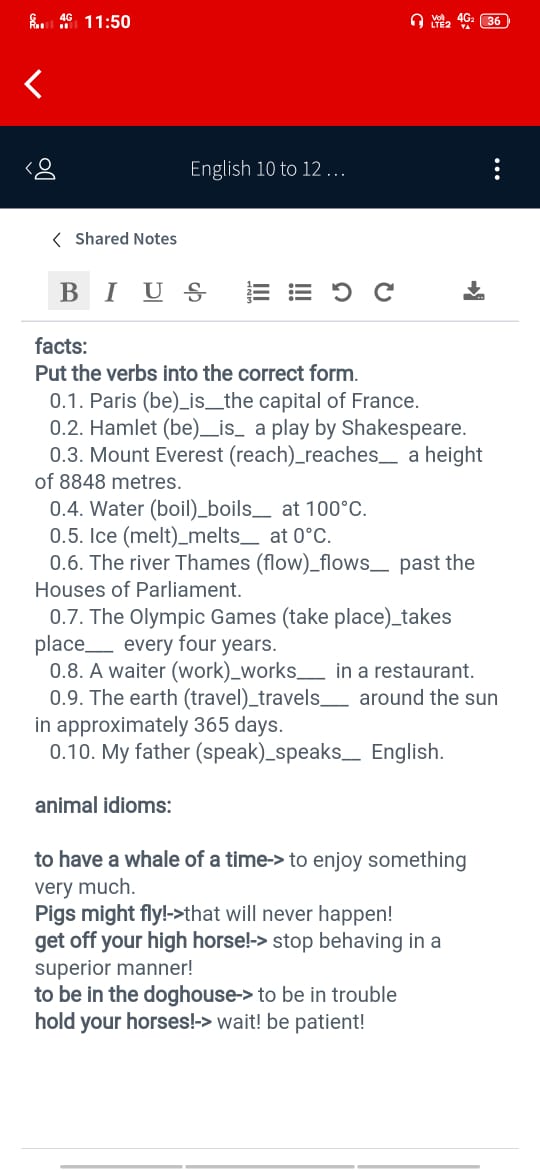 4G 11:50 Vo)) LTE2 4G 36
English 10 to 12 ...
Shared Notes
B I U S
facts:
Put the verbs into the correct form.
0.1. Paris (be)_is__the capital of France.
0.2. Hamlet (be)__is_ a play by Shakespeare.
0.3. Mount Everest (reach)_reaches__ a height
of 8848 metres.
0.4. Water (boil)_boils__ at 100°C.
0.5. Ice (melt)_melts__ at 0°C.
0.6. The river Thames (flow)_flows__ past the
Houses of Parliament.
0.7. The Olympic Games (take place)_takes
place___ every four years.
0.8. A waiter (work)_works___ in a restaurant.
0.9. The earth (travel)_travels___ around the sun
in approximately 365 days.
0.10. My father (speak)_speaks__ English.
animal idioms:
to have a whale of a time-> to enjoy something
very much.
Pigs might fly!->that will never happen!
get off your high horse!-> stop behaving in a
superior manner!
to be in the doghouse-> to be in trouble
hold your horses!-> wait! be patient!